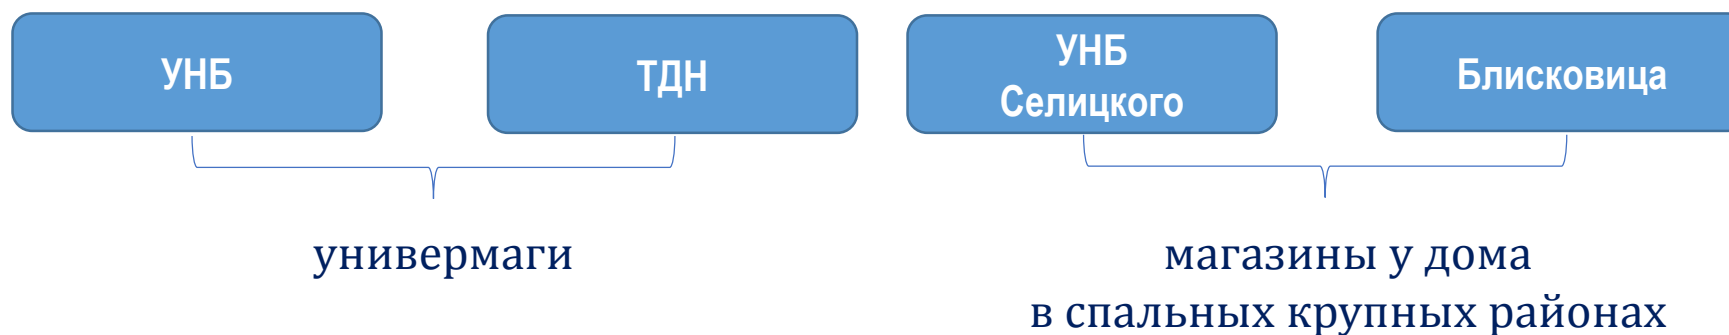 УНБ
ТДН
УНБ
Селицкого
Блисковица
универмаги
магазины у дома
в спальных крупных районах